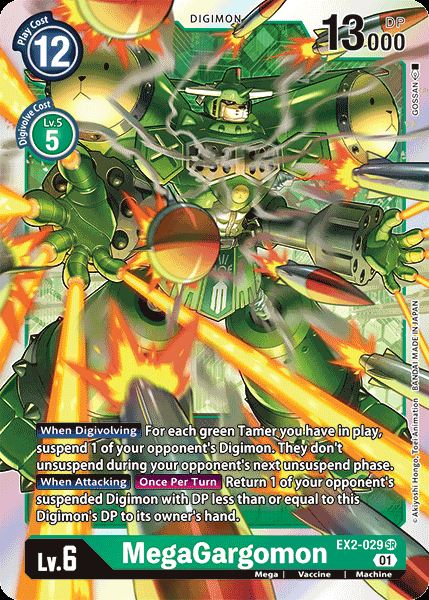 Play Cost
12
DIGIMON
13000
DP
Digivolve Cost
Lv.5
5
GOSSAN
©Akiyoshi Hongo, Toei Animation BANDAI MADE IN JAPAN
When Digivolving For each green Tamer you have in play,
suspend 1 of your opponent's Digimon. They don't
unsuspend during your opponent's next unsuspend phase.
When Attacking Once Per Turn Return 1 of your opponent's
suspended Digimon with DP less than or equal to this
Digimon's DP to its owner's hand.
Lv.6
MegaGargomon
EX2-029 SR
01
Mega | Vaccine | Machine